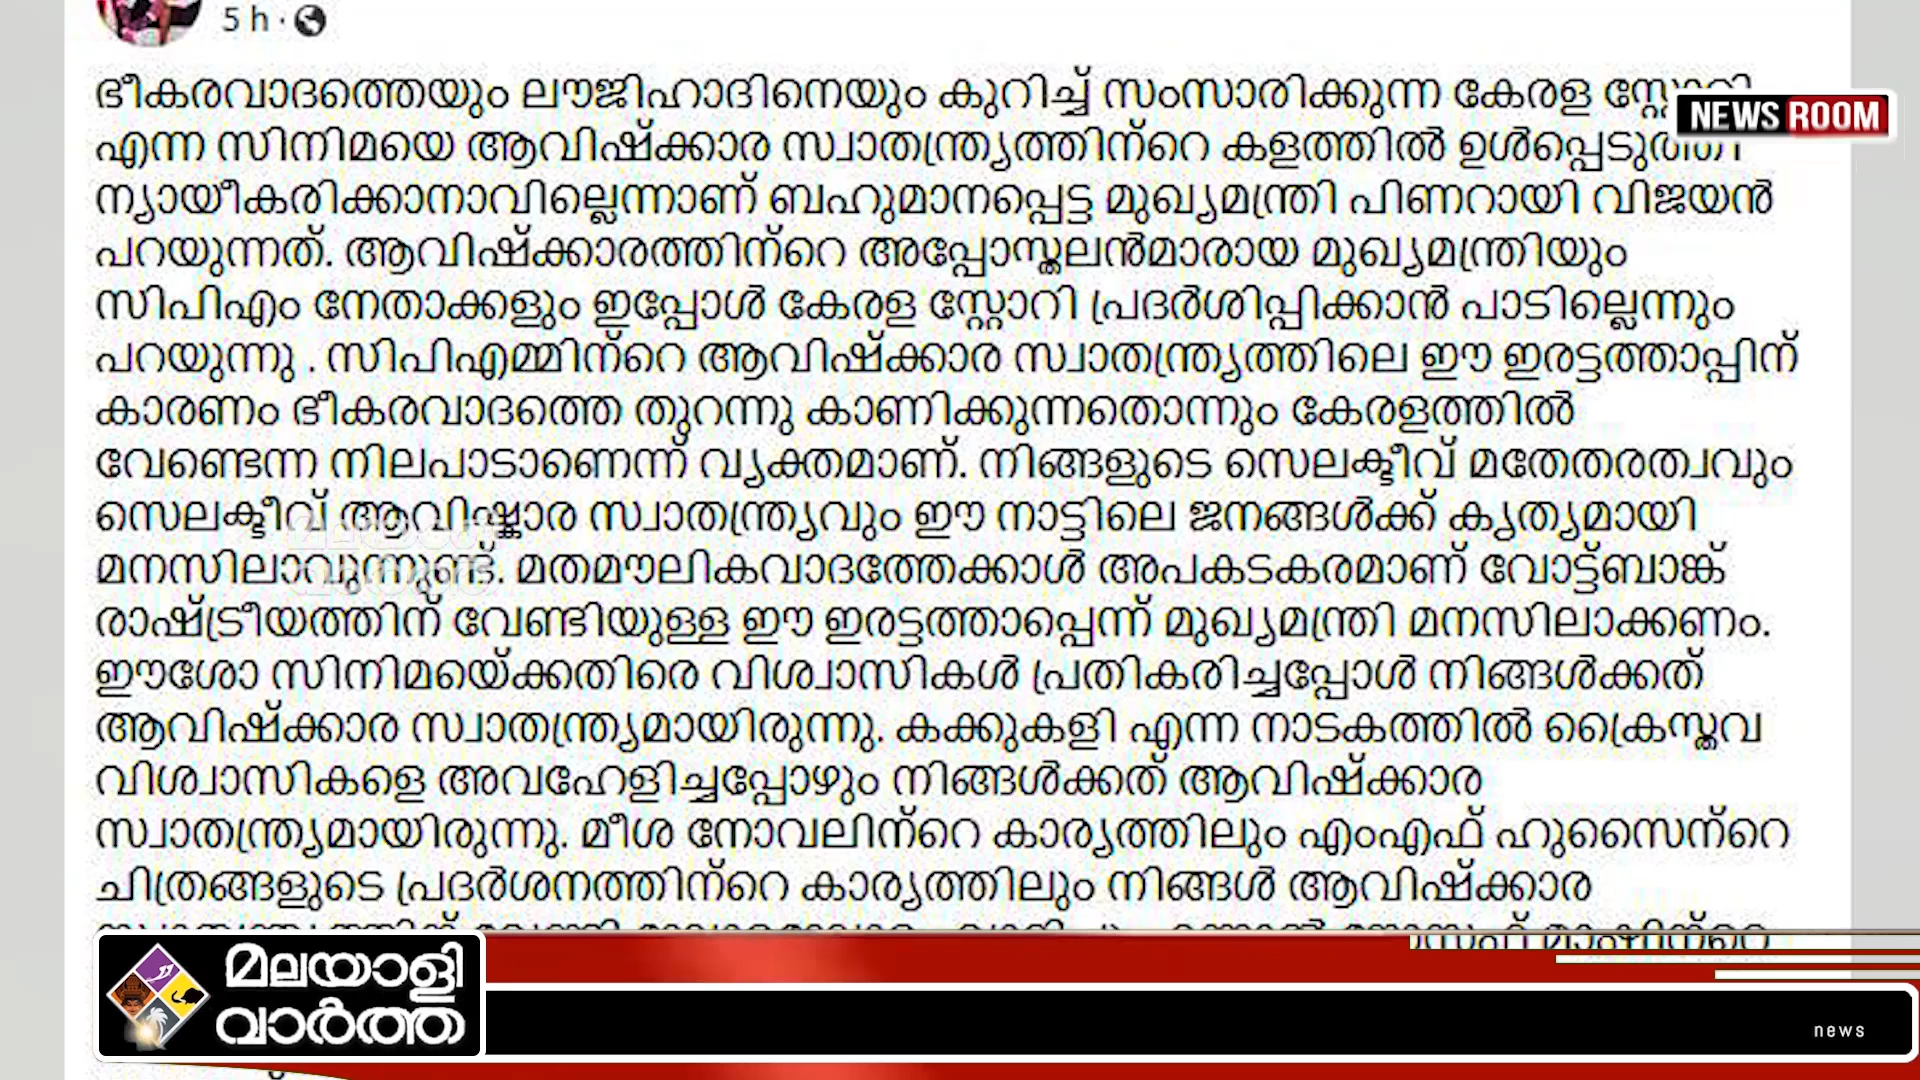 5 h ·
ഭീകരവാദത്തെയും ലൗജിഹാദിനെയും കുറിച്ച് സംസാരിക്കുന്ന കേരള സ്റ്റോറി
NEWS ROOM
എന്ന സിനിമയെ ആവിഷ്ക്കാര സ്വാതന്ത്ര്യത്തിന്റെ കളത്തിൽ ഉൾപ്പെടുത്തി
ന്യായീകരിക്കാനാവില്ലെന്നാണ് ബഹുമാനപ്പെട്ട മുഖ്യമന്ത്രി പിണറായി വിജയൻ
പറയുന്നത്. ആവിഷ്ക്കാരത്തിന്റെ അപ്പോസ്തലൻമാരായ മുഖ്യമന്ത്രിയും
സിപിഎം നേതാക്കളും ഇപ്പോൾ കേരള സ്റ്റോറി പ്രദർശിപ്പിക്കാൻ പാടില്ലെന്നും
പറയുന്നു . സിപിഎമ്മിന്റെ ആവിഷ്ക്കാര സ്വാതന്ത്ര്യത്തിലെ ഈ ഇരട്ടത്താപ്പിന്
കാരണം ഭീകരവാദത്തെ തുറന്നു കാണിക്കുന്നതൊന്നും കേരളത്തിൽ
വേണ്ടെന്ന നിലപാടാണെന്ന് വ്യക്തമാണ്. നിങ്ങളുടെ സെലക്ടീവ് മതേതരത്വവും
സെലക്ടീവ് ആവിഷ്കാര സ്വാതന്ത്ര്യവും ഈ നാട്ടിലെ ജനങ്ങൾക്ക് കൃത്യമായി
മനസിലാവുന്നുണ്ട്. മതമൗലികവാദത്തേക്കാൾ അപകടകരമാണ് വോട്ട്ബാങ്ക്
രാഷ്ട്രീയത്തിന് വേണ്ടിയുള്ള ഈ ഇരട്ടത്താപ്പെന്ന് മുഖ്യമന്ത്രി മനസിലാക്കണം.
ഈശോ സിനിമയ്ക്കെതിരെ വിശ്വാസികൾ പ്രതികരിച്ചപ്പോൾ നിങ്ങൾക്കത്
ആവിഷ്ക്കാര സ്വാതന്ത്ര്യമായിരുന്നു. കക്കുകളി എന്ന നാടകത്തിൽ ക്രൈസ്തവ
വിശ്വാസികളെ അവഹേളിച്ചപ്പോഴും നിങ്ങൾക്കത് ആവിഷ്ക്കാര
സ്വാതന്ത്ര്യമായിരുന്നു. മീശ നോവലിന്റെ കാര്യത്തിലും എംഎഫ് ഹുസൈന്റെ
ചിത്രങ്ങളുടെ പ്രദർശനത്തിന്റെ കാര്യത്തിലും നിങ്ങൾ ആവിഷ്ക്കാര
മലയാളി
വാർത്ത
news